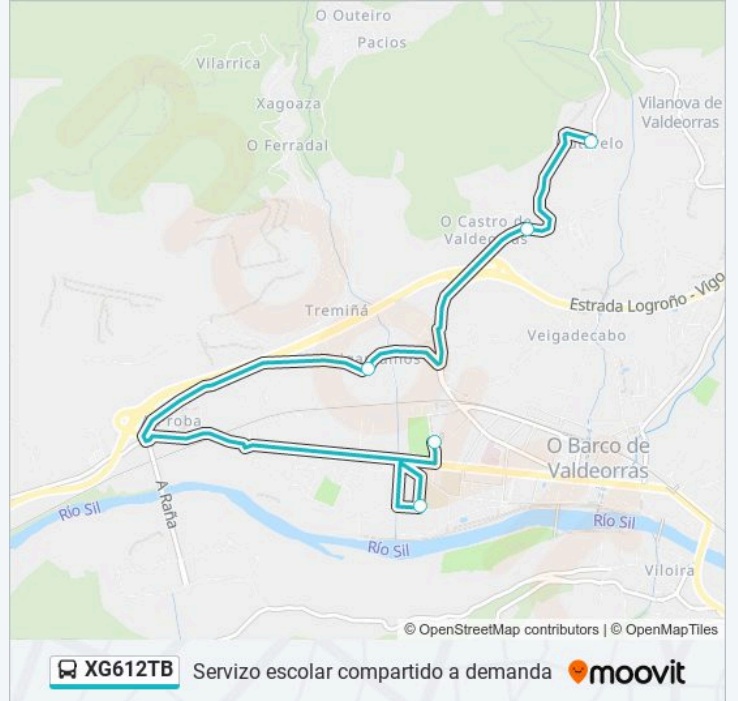 O Outeiro
Pacios
Vilarrica
Xagoaza
Vilanova de
Valdeorras
O Ferradal
O Castro de
Valdeorras
Estrada Logroño - Vigo
Tremiñá
Veigadecabo
O Barco de
Valdeorras
A Raña
Río Sil
Río Sil
Río Sil
Viloira
© OpenStreetMap contributors | © OpenMapTiles
XG612TB Servizo escolar compartido a demanda moovit